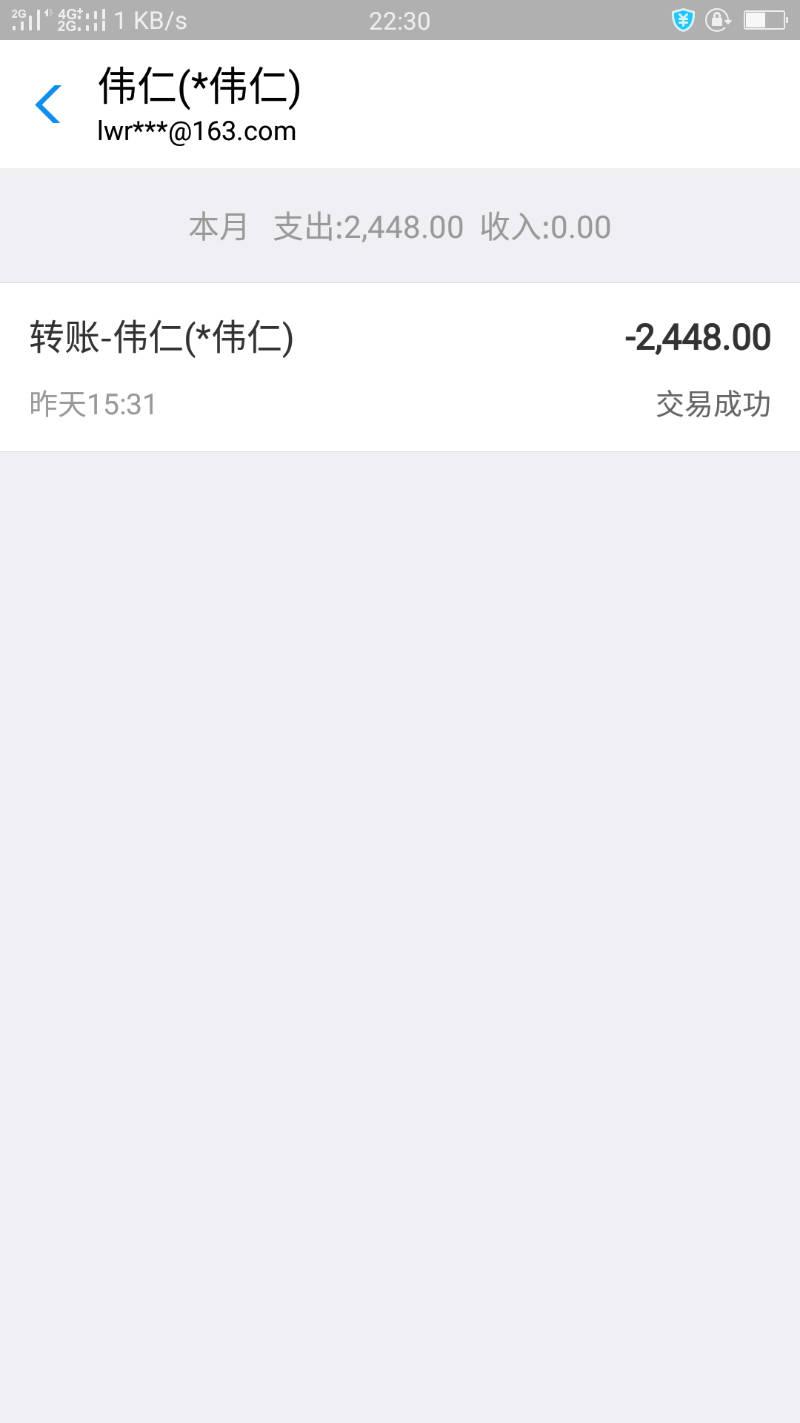 2G 4G+ 2G 1 KB/s 22:30
伟仁(*伟仁)
lwr***@163.com
本月 支出:2,448.00 收入:0.00
转账-伟仁(*伟仁) -2,448.00
昨天15:31 交易成功